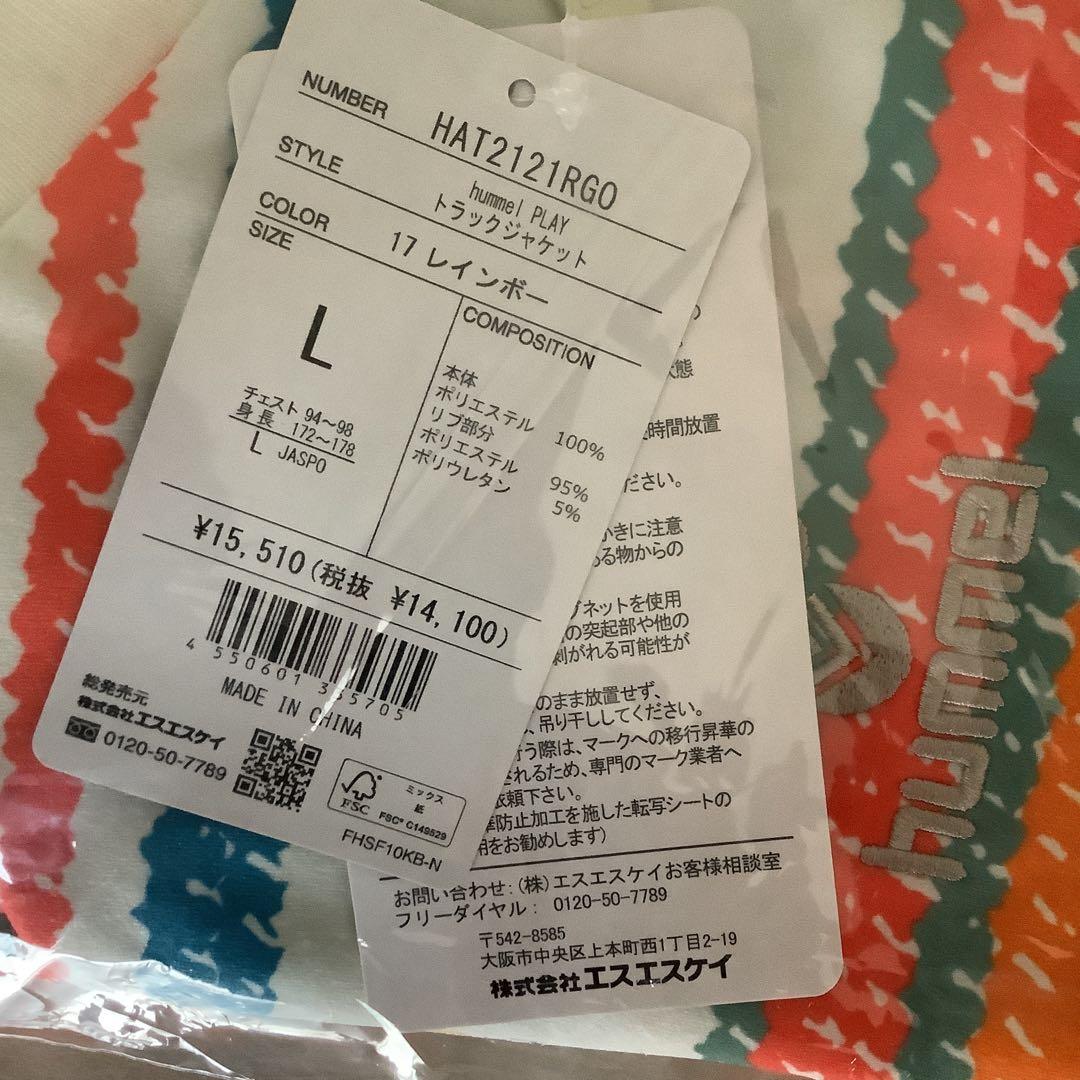 NUMBER HAT2121RGO
STYLE hummel PLAY
トラックジャケット
COLOR 17 レインボー
SIZE
L
チェスト 94～98
身長 172～178
L JASPO
COMPOSITION
本体
ポリエステル 100%
リブ部分
ポリエステル 95%
ポリウレタン 5%
¥15,510(税抜 ¥14,100)
MADE IN CHINA
総発売元
株式会社エスエスケイ
0120-50-7789
FSC
ミックス
紙
FSC® C149529
FHSF10KB-N
状態
時間放置
ださい。
かきに注意
ある物からの
グネットを使用
の突起部や他の
剥がれる可能性が
のまま放置せず、
吊り干ししてください。
行う際は、マークへの移行昇華の
されるため、専門のマーク業者へ
依頼下さい。
華防止加工を施した転写シートの
用をお勧めします)
お問い合わせ:(株)エスエスケイお客様相談室
フリーダイヤル: 0120-50-7789
〒542-8585
大阪市中央区上本町西1丁目2-19
株式会社エスエスケイ
hummel